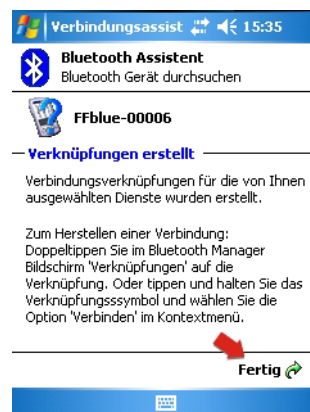 Verbindungsassist 15:35
Bluetooth Assistent
Bluetooth Gerät durchsuchen
FFblue-00006
Verknüpfungen erstellt
Verbindungsverknüpfungen für die von Ihnen
ausgewählten Dienste wurden erstellt.
Zum Herstellen einer Verbindung:
Doppeltippen Sie im Bluetooth Manager
Bildschirm 'Verknüpfungen' auf die
Verknüpfung. Oder tippen und halten Sie das
Verknüpfungsssymbol und wählen Sie die
Option 'Verbinden' im Kontextmenü.
Fertig